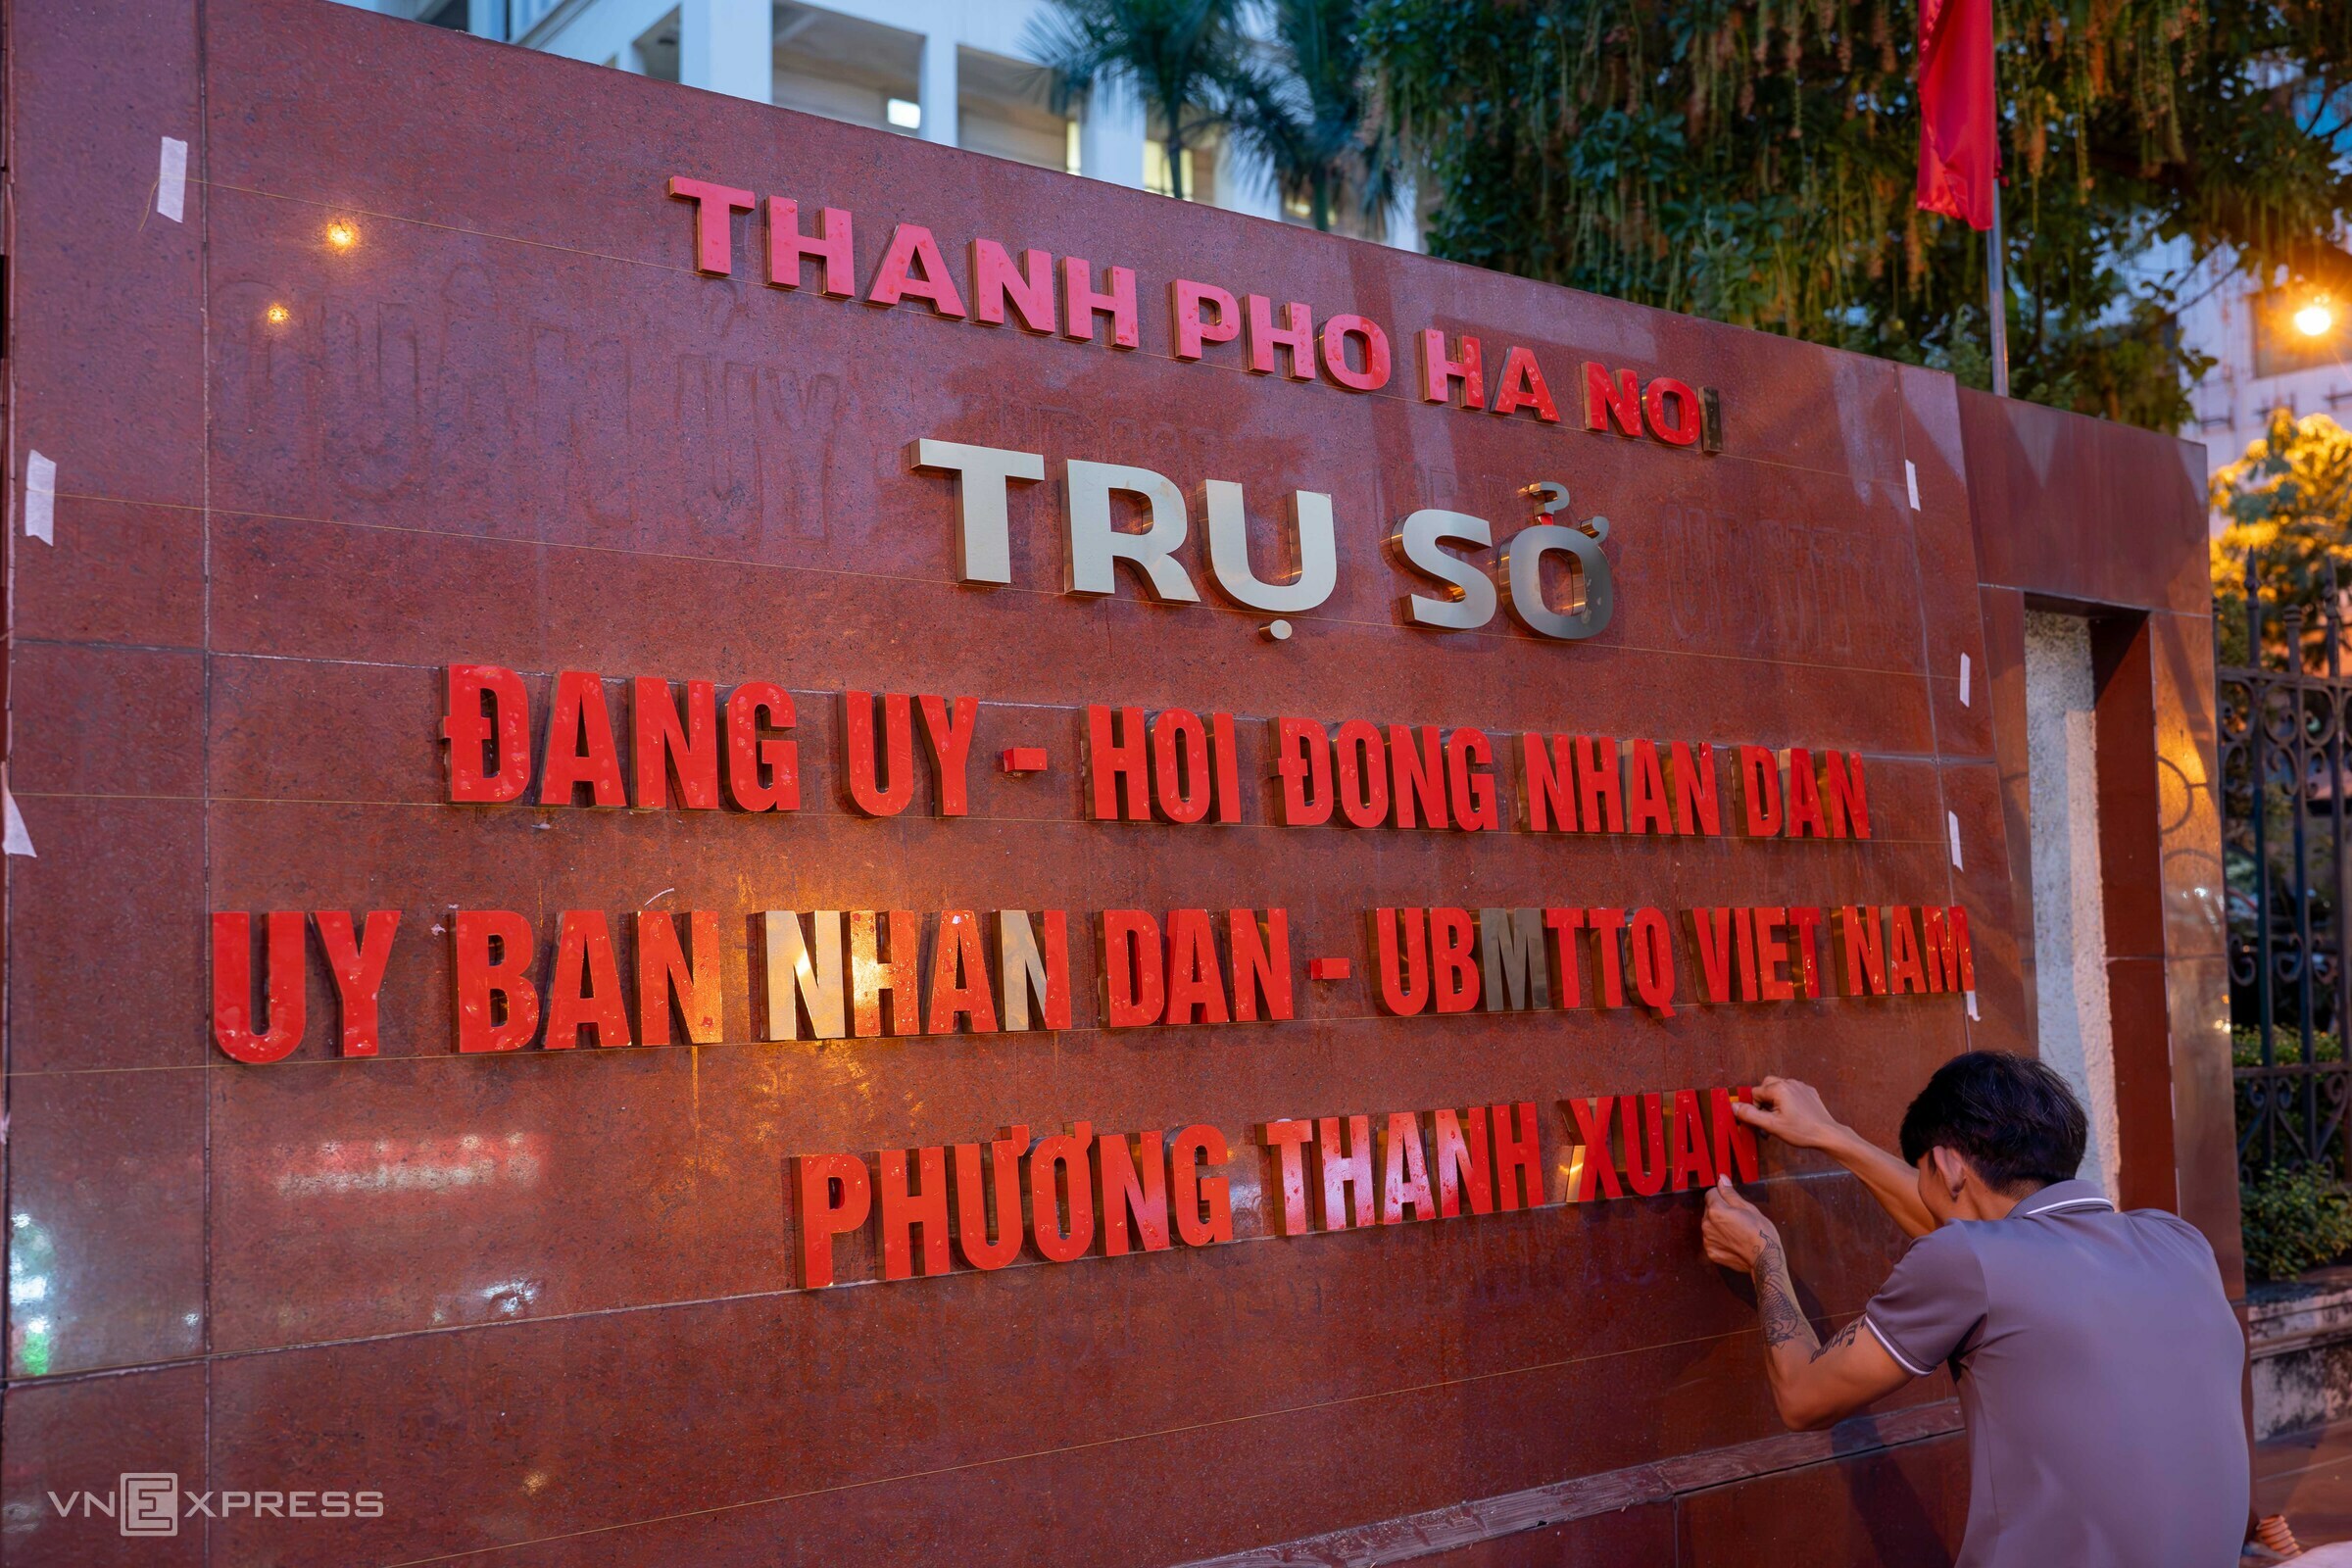 THANH PHO HA NOI
TRỤ SỞ
ĐANG UY - HOI ĐONG NHAN DAN
UY BAN NHAN DAN - UBMTTQ VIET NAM
PHƯƠNG THANH XUAN
VNEXPRESS